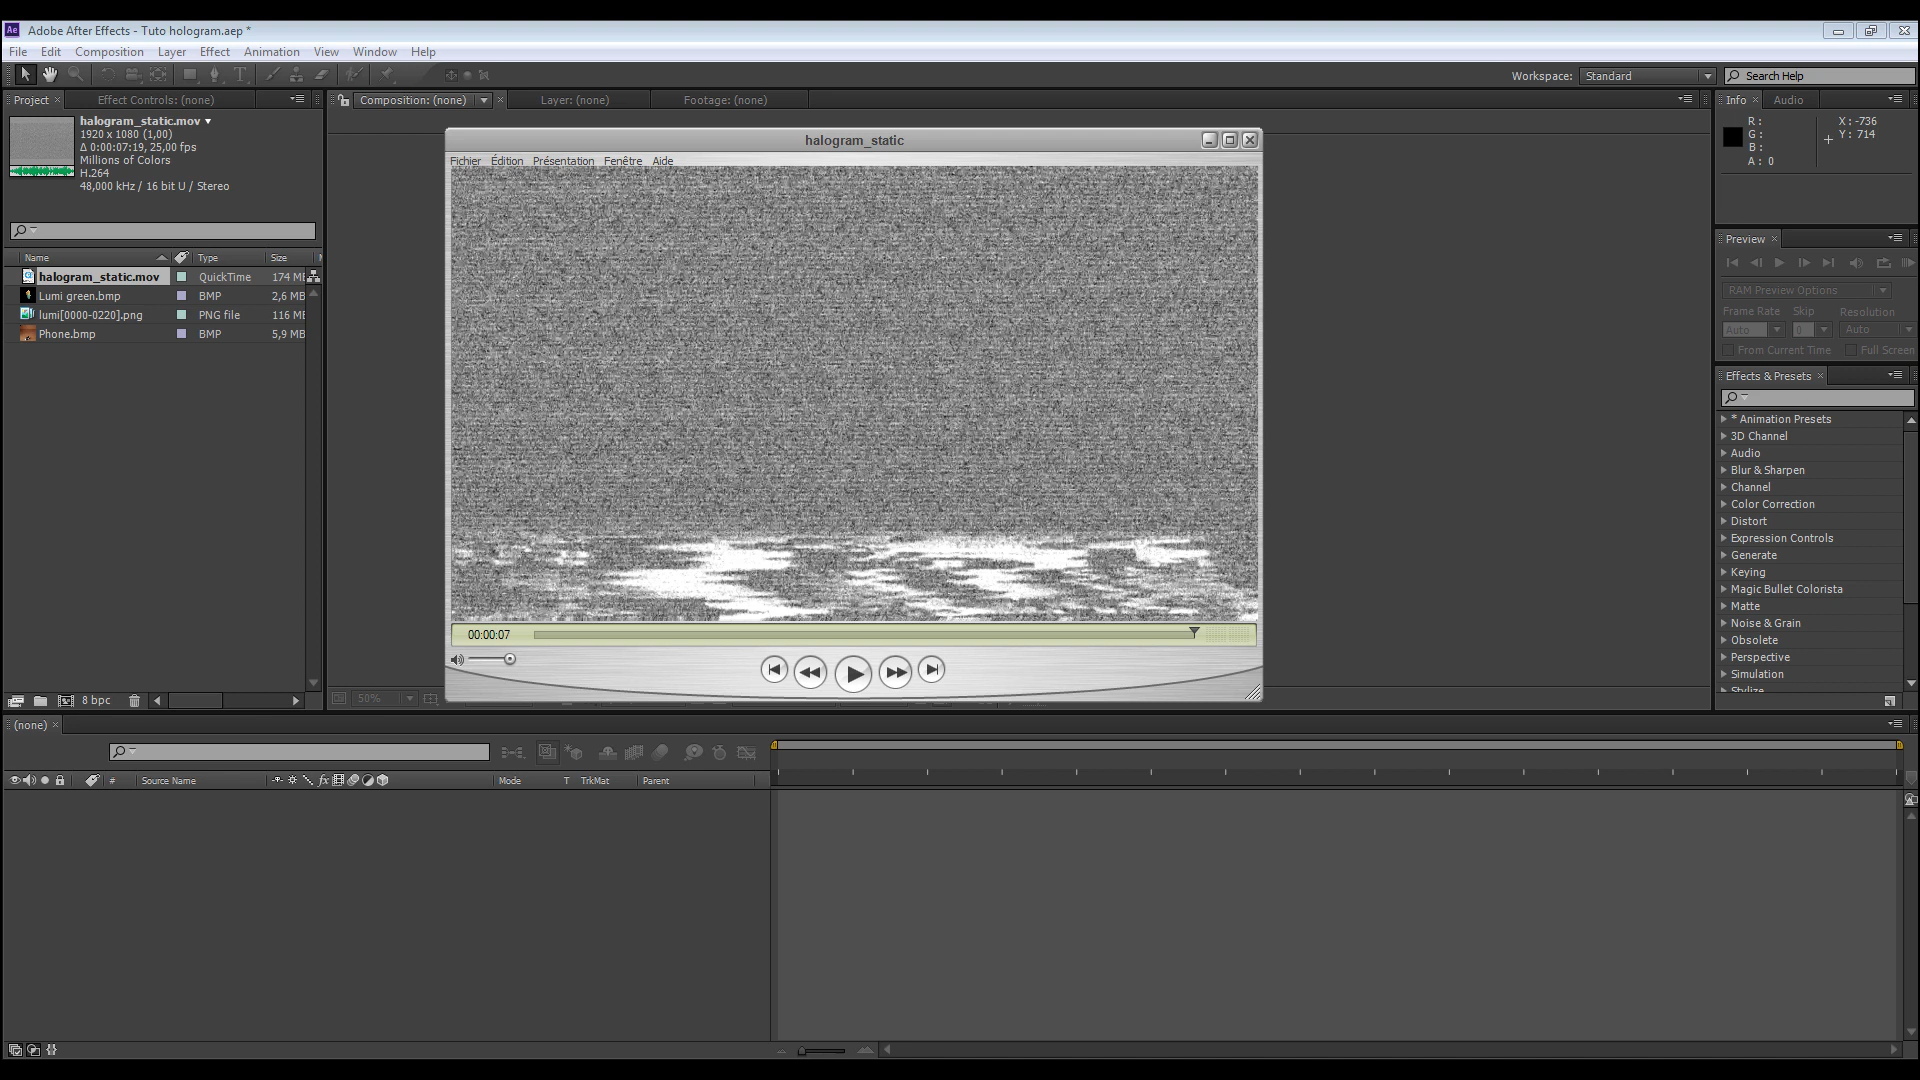 Ae Adobe After Effects - Tuto hologram.aep *
File Edit Composition Layer Effect Animation View Window Help
Workspace: Standard Search Help
Project Effect Controls: (none)
halogram_static.mov
1920 x 1080 (1,00)
Δ 0:00:07:19, 25,00 fps
Millions of Colors
H.264
48,000 kHz / 16 bit U / Stereo
Name Type Size
halogram_static.mov QuickTime 174 MB
Lumi green.bmp BMP 2,6 MB
lumi[0000-0220].png PNG file 116 MB
Phone.bmp BMP 5,9 MB
8 bpc
Composition: (none) Layer: (none) Footage: (none)
halogram_static
Fichier Édition Présentation Fenêtre Aide
00:00:07
50%
Info Audio
R :
G :
B :
A : 0
X : -736
Y : 714
Preview
RAM Preview Options
Frame Rate Skip Resolution
Auto 0 Auto
From Current Time Full Screen
Effects & Presets
* Animation Presets
3D Channel
Audio
Blur & Sharpen
Channel
Color Correction
Distort
Expression Controls
Generate
Keying
Magic Bullet Colorista
Matte
Noise & Grain
Obsolete
Perspective
Simulation
Stylize
(none)
# Source Name fx Mode T TrkMat Parent